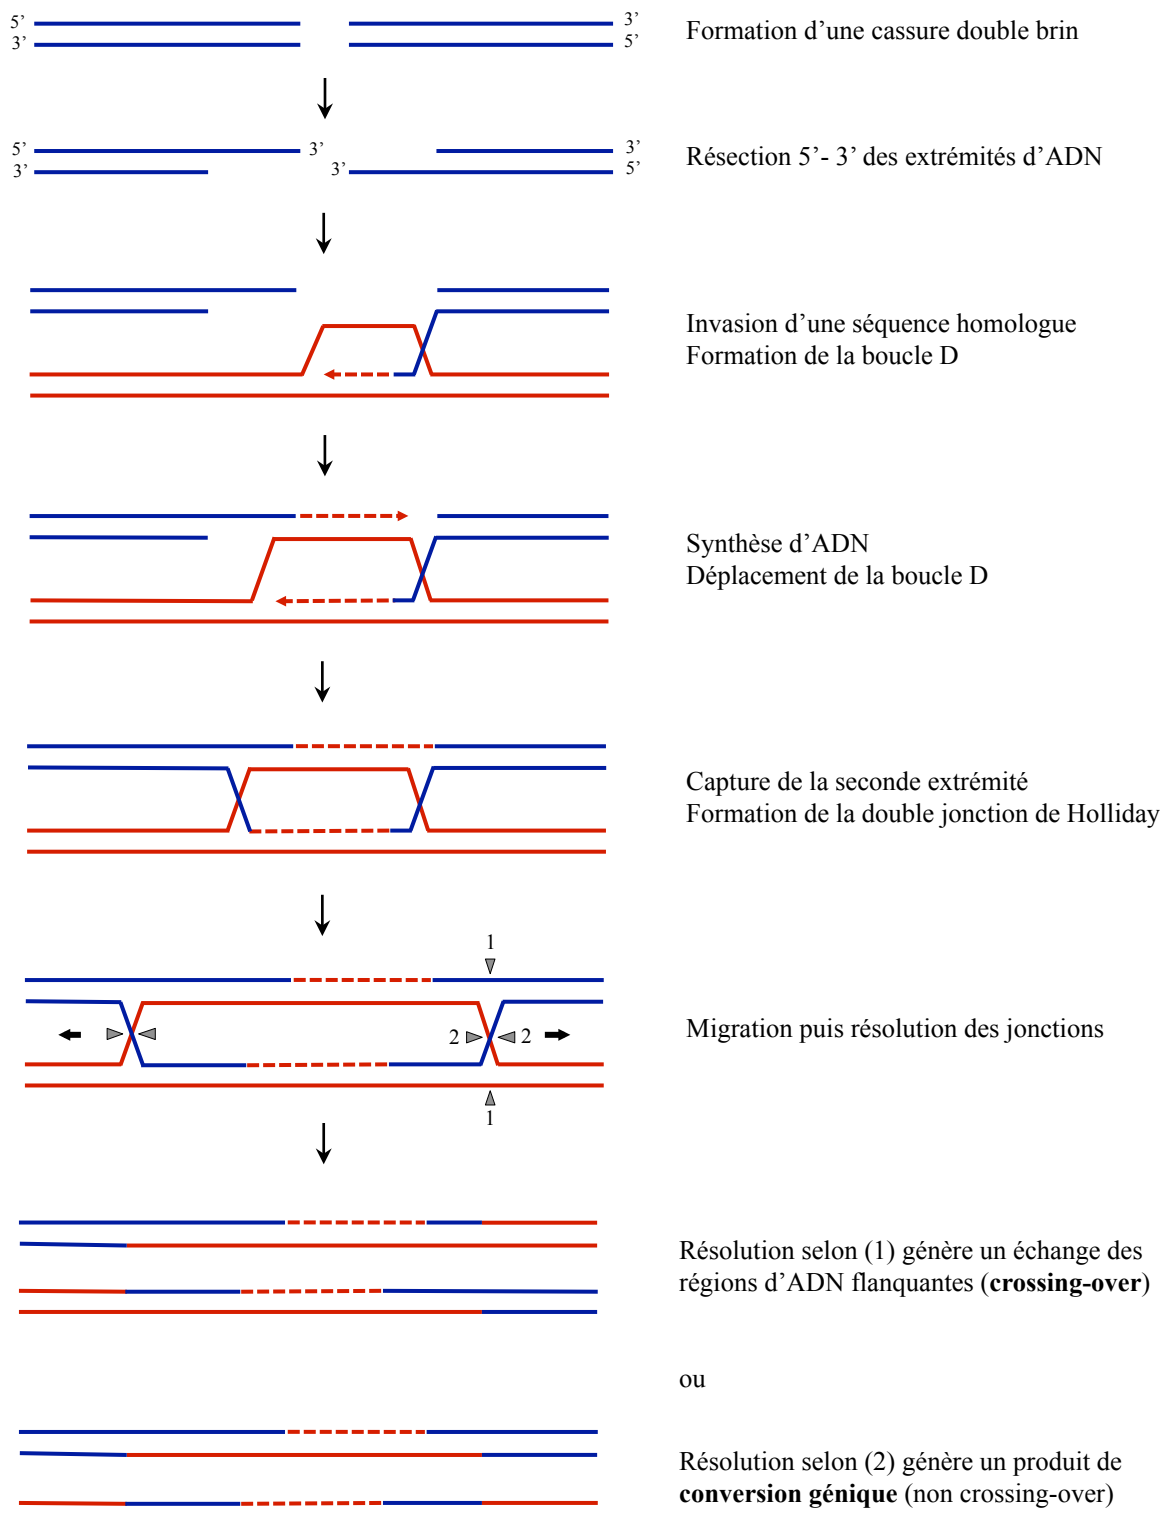 5’ 3’
3’ 5’
Formation d’une cassure double brin
5’ 3’ 3’
3’ 3’ 5’
Résection 5’- 3’ des extrémités d’ADN
Invasion d’une séquence homologue
Formation de la boucle D
Synthèse d’ADN
Déplacement de la boucle D
Capture de la seconde extrémité
Formation de la double jonction de Holliday
1
2 2
1
Migration puis résolution des jonctions
Résolution selon (1) génère un échange des
régions d’ADN flanquantes (crossing-over)
ou
Résolution selon (2) génère un produit de
conversion génique (non crossing-over)